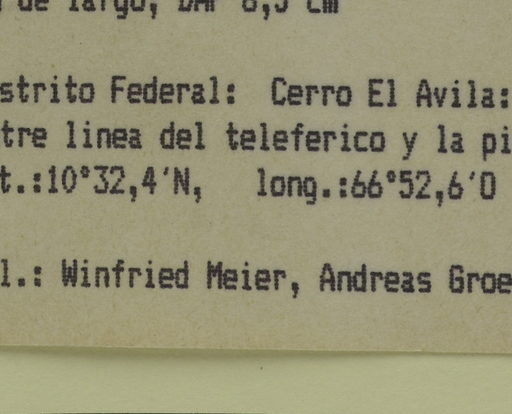 de largo, DAP 8,5 cm
strito Federal: Cerro El Avila:
tre linea del teleferico y la pi
t.:10°32,4'N, long.:66°52,6'O
l.: Winfried Meier, Andreas Groe